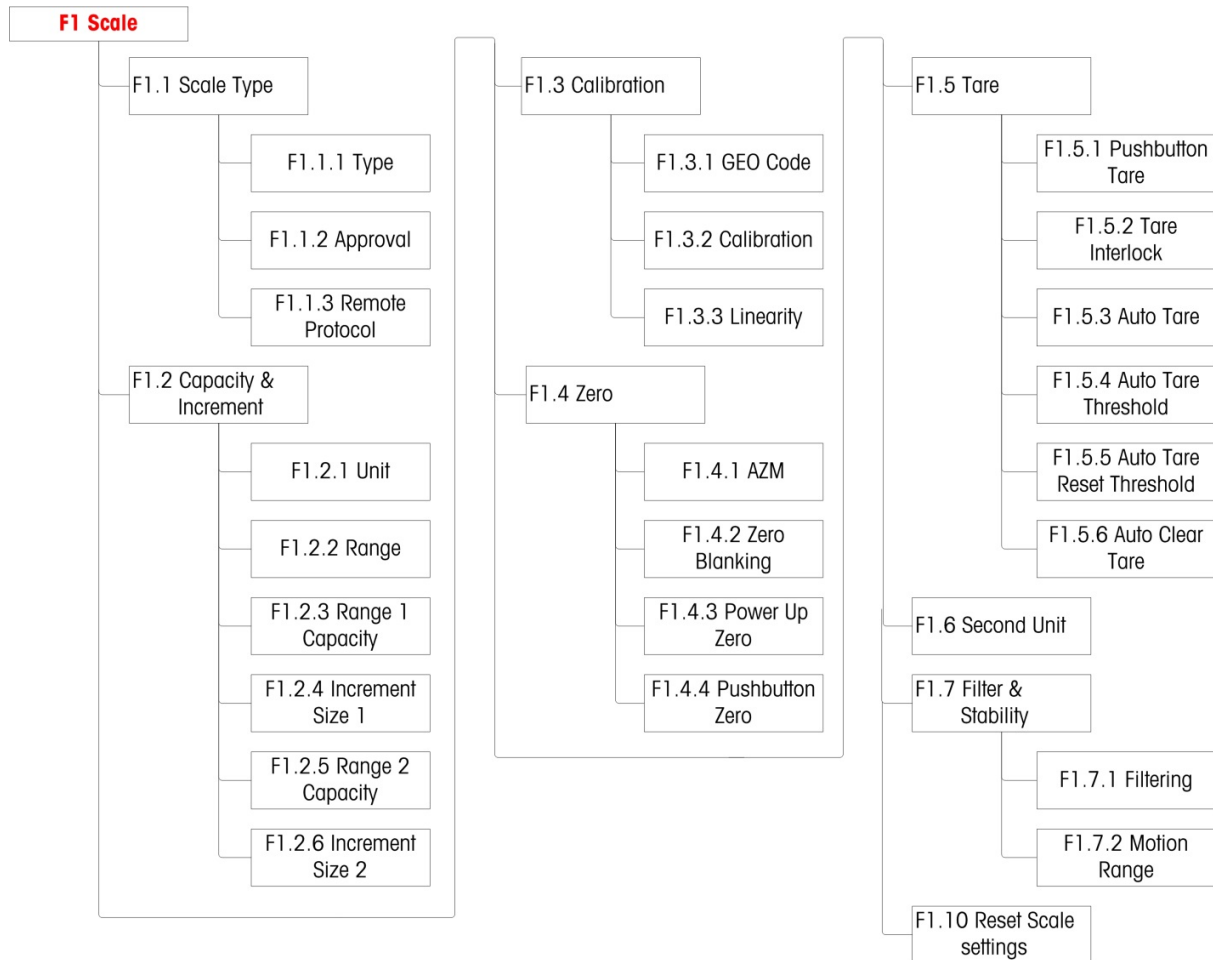 F1 Scale
F1.1 Scale Type
F1.1.1 Type
F1.1.2 Approval
F1.1.3 Remote
Protocol
F1.2 Capacity &
Increment
F1.2.1 Unit
F1.2.2 Range
F1.2.3 Range 1
Capacity
F1.2.4 Increment
Size 1
F1.2.5 Range 2
Capacity
F1.2.6 Increment
Size 2
F1.3 Calibration
F1.3.1 GEO Code
F1.3.2 Calibration
F1.3.3 Linearity
F1.4 Zero
F1.4.1 AZM
F1.4.2 Zero
Blanking
F1.4.3 Power Up
Zero
F1.4.4 Pushbutton
Zero
F1.5 Tare
F1.5.1 Pushbutton
Tare
F1.5.2 Tare
Interlock
F1.5.3 Auto Tare
F1.5.4 Auto Tare
Threshold
F1.5.5 Auto Tare
Reset Threshold
F1.5.6 Auto Clear
Tare
F1.6 Second Unit
F1.7 Filter &
Stability
F1.7.1 Filtering
F1.7.2 Motion
Range
F1.10 Reset Scale
settings